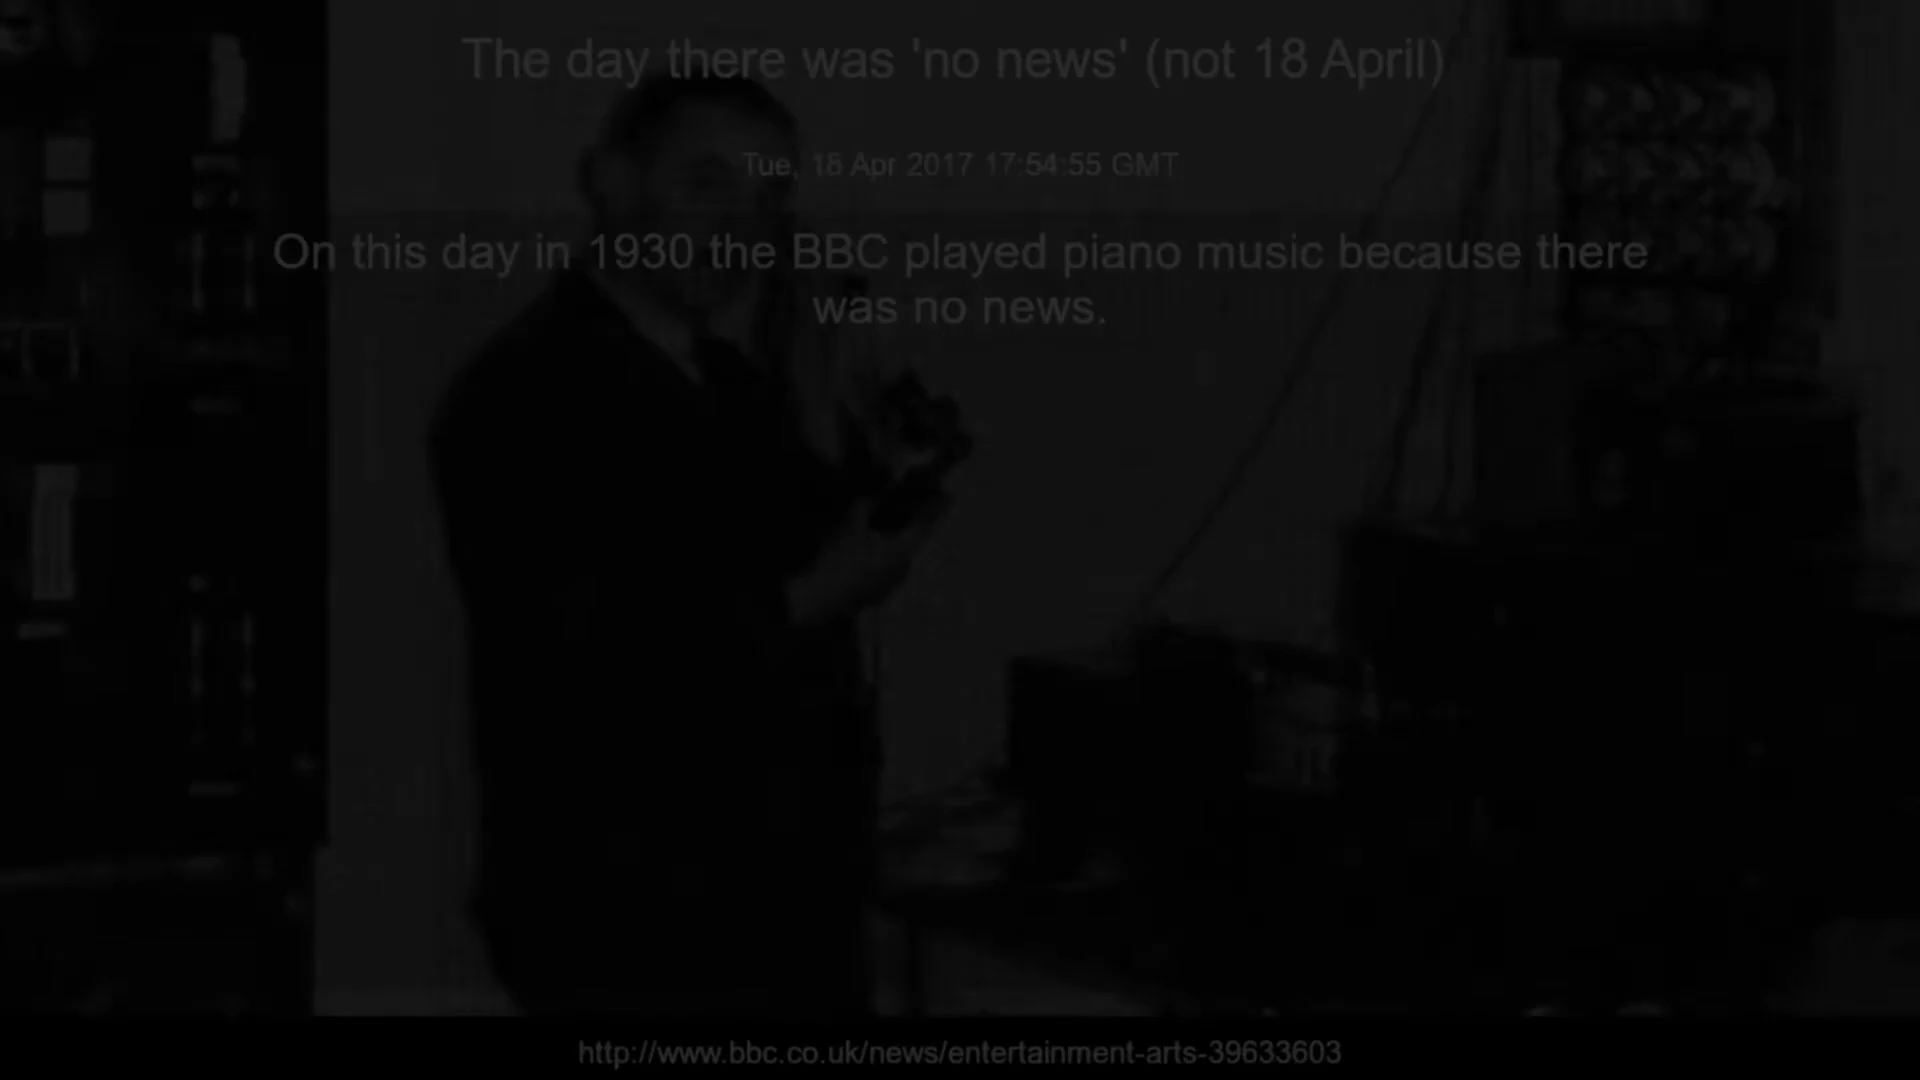 The day there was 'no news' (not 18 April)
Tue, 18 Apr 2017 17:54:55 GMT
On this day in 1930 the BBC played piano music because there
was no news.
http://www.bbc.co.uk/news/entertainment-arts-39633603